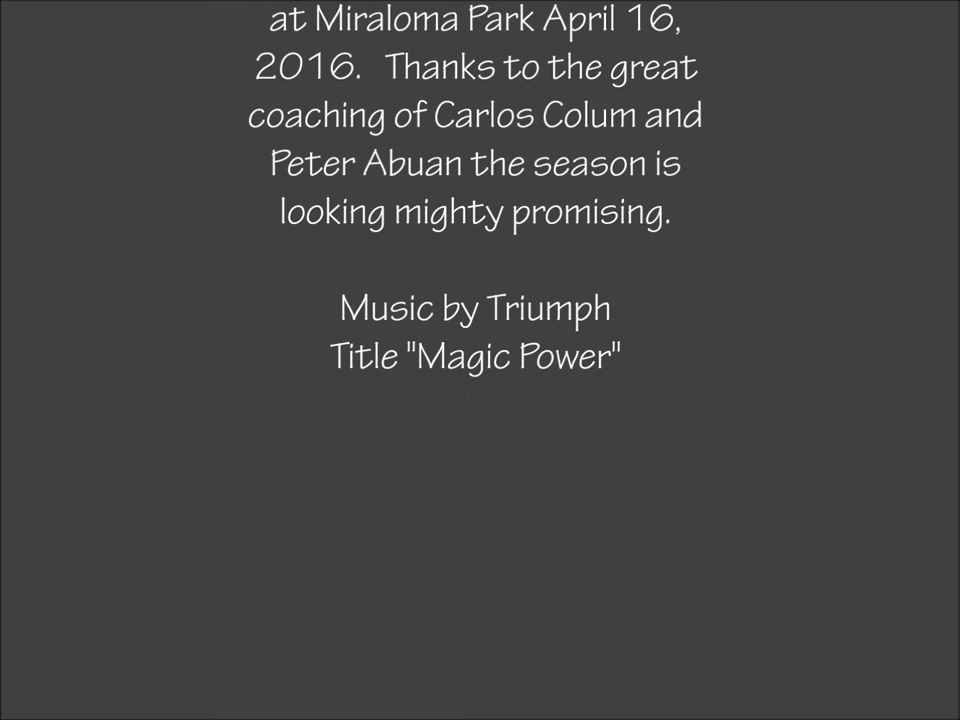 at Miraloma Park April 16,
2016.   Thanks to the great
coaching of Carlos Colum and
Peter Abuan the season is
looking mighty promising.
Music by Triumph
Title "Magic Power"